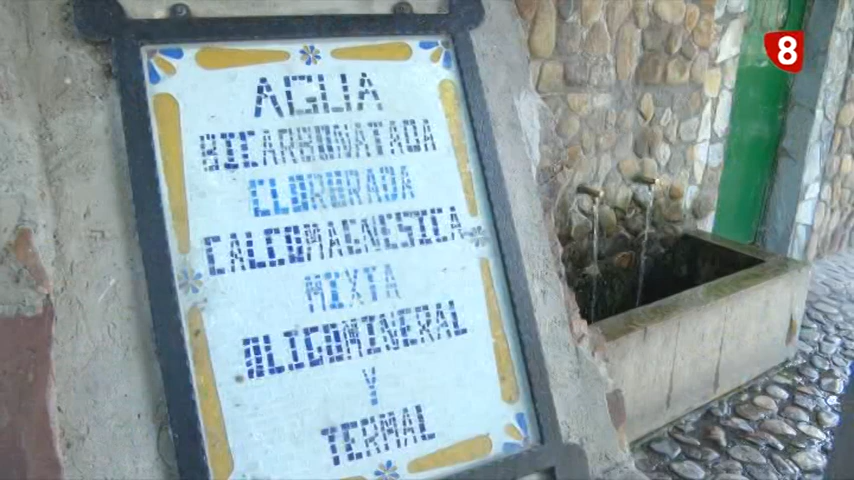 8
AGUA
BICARBONATADA
CLORURADA
CALCOMAGNESICA
MIXTA
OLIGOMINERAL
Y
TERMAL